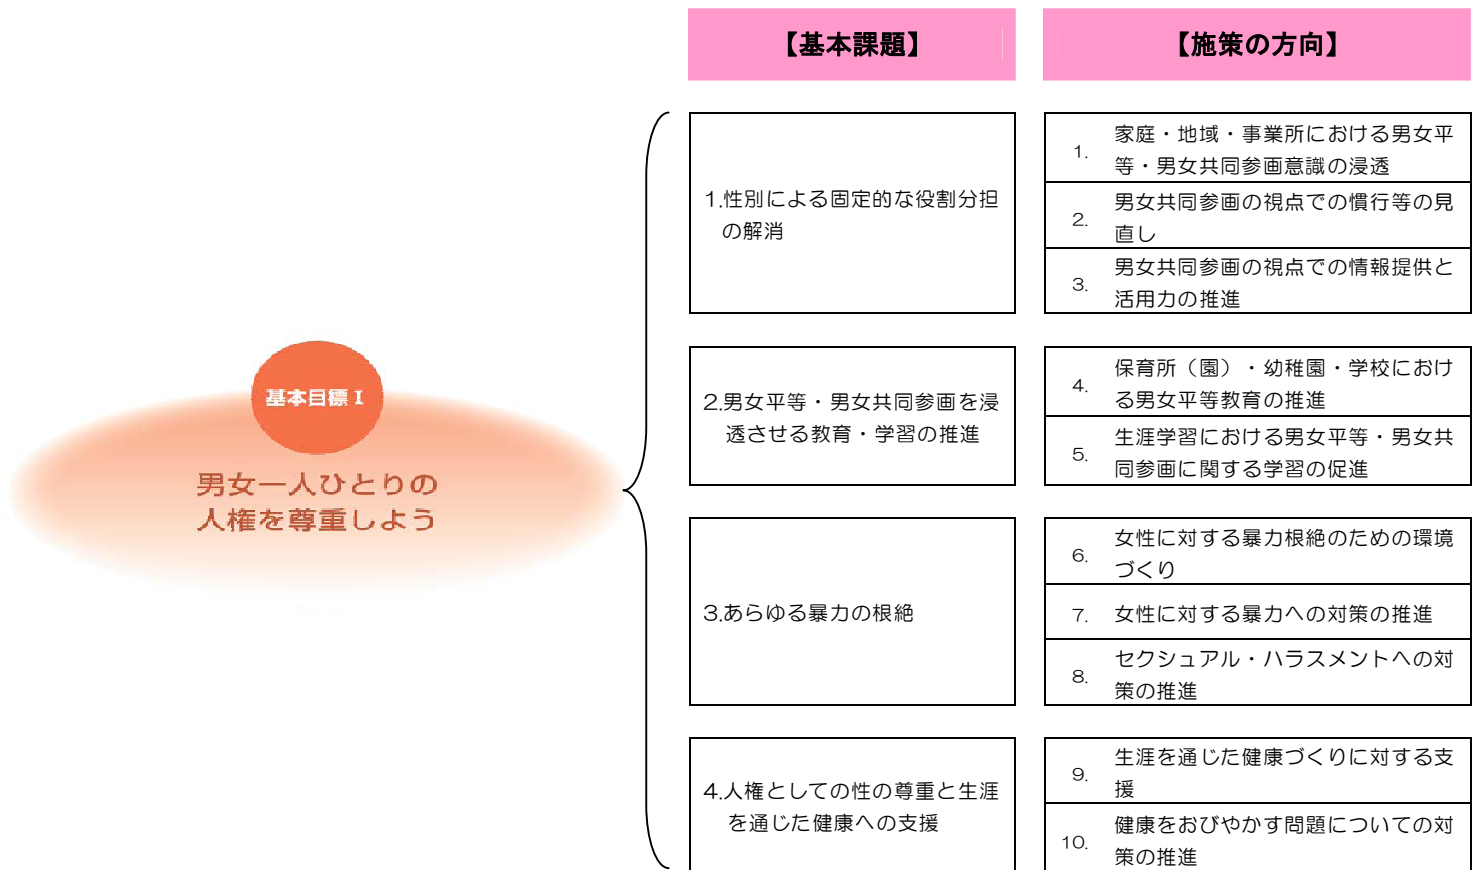 【基本課題】
【施策の方向】
基本目標Ⅰ
男女一人ひとりの
人権を尊重しよう
1.性別による固定的な役割分担
の解消
1. 家庭・地域・事業所における男女平
等・男女共同参画意識の浸透
2. 男女共同参画の視点での慣行等の見
直し
3. 男女共同参画の視点での情報提供と
活用力の推進
2.男女平等・男女共同参画を浸
透させる教育・学習の推進
4. 保育所（園）・幼稚園・学校におけ
る男女平等教育の推進
5. 生涯学習における男女平等・男女共
同参画に関する学習の促進
3.あらゆる暴力の根絶
6. 女性に対する暴力根絶のための環境
づくり
7. 女性に対する暴力への対策の推進
8. セクシュアル・ハラスメントへの対
策の推進
4.人権としての性の尊重と生涯
を通じた健康への支援
9. 生涯を通じた健康づくりに対する支
援
10. 健康をおびやかす問題についての対
策の推進